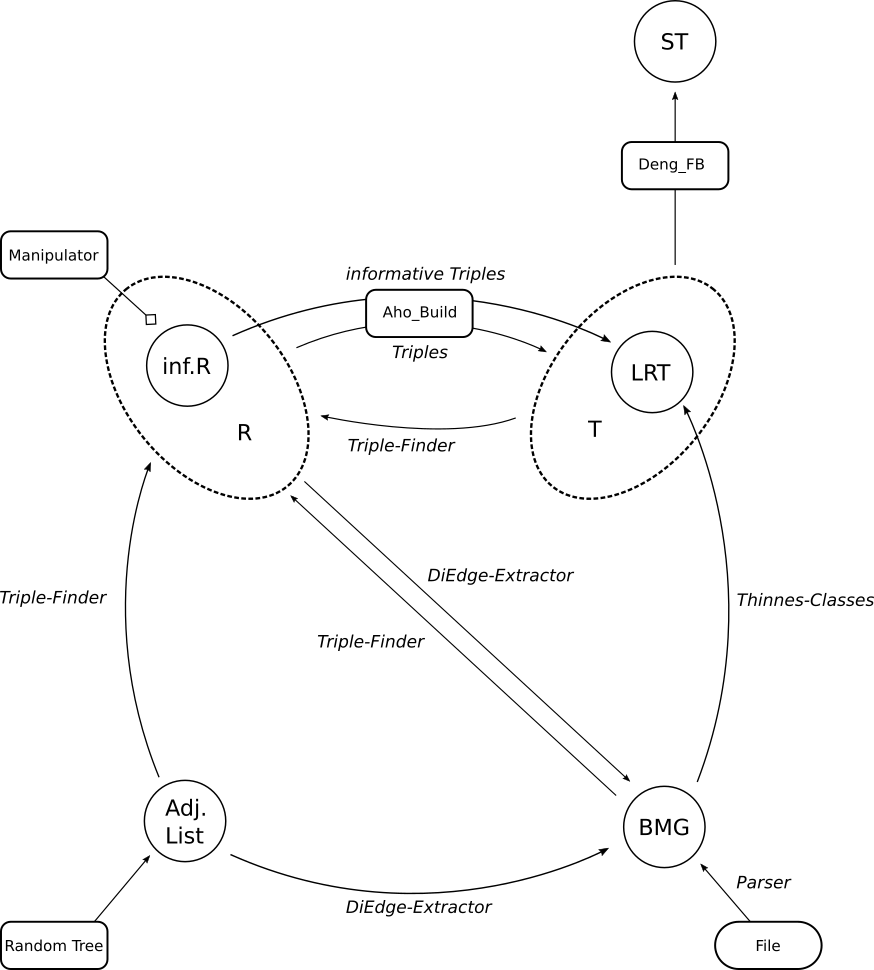 ST
Deng_FB
Manipulator
informative Triples
Aho_Build
Triples
inf.R
LRT
R
T
Triple-Finder
DiEdge-Extractor
Triple-Finder
Thinnes-Classes
Triple-Finder
Adj.
List
BMG
Parser
DiEdge-Extractor
Random Tree
File